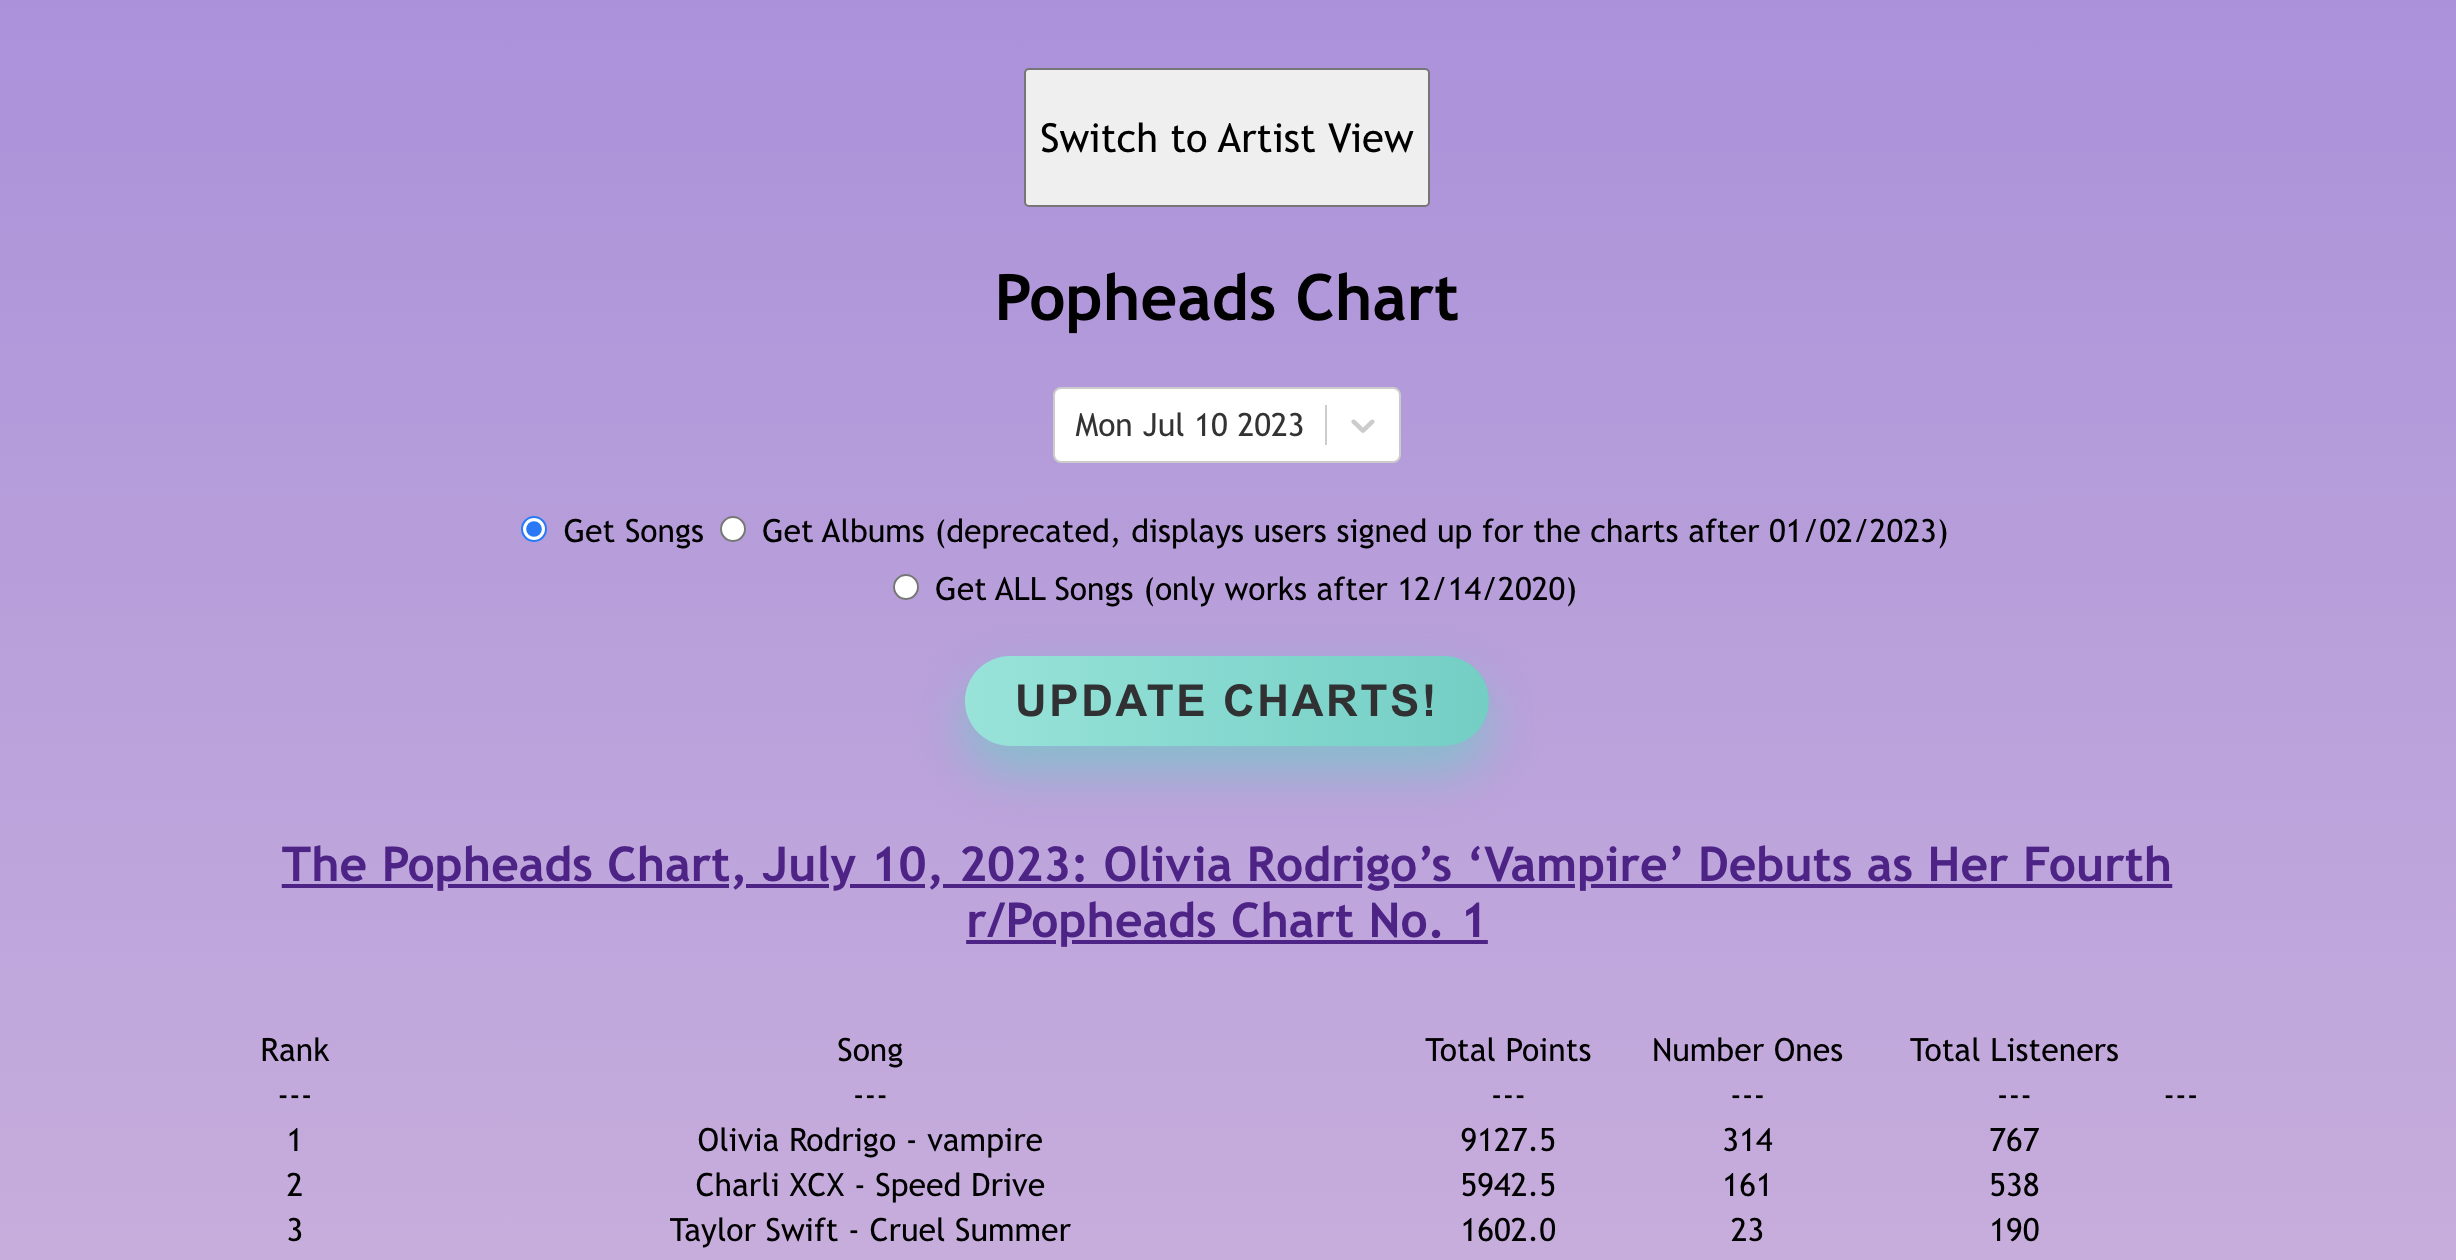 Switch to Artist View
Popheads Chart
Mon Jul 10 2023
Get Songs Get Albums (deprecated, displays users signed up for the charts after 01/02/2023)
Get ALL Songs (only works after 12/14/2020)
UPDATE CHARTS!
The Popheads Chart, July 10, 2023: Olivia Rodrigo’s ‘Vampire’ Debuts as Her Fourth
r/Popheads Chart No. 1
Rank Song Total Points Number Ones Total Listeners
--- --- --- --- --- ---
1 Olivia Rodrigo - vampire 9127.5 314 767
2 Charli XCX - Speed Drive 5942.5 161 538
3 Taylor Swift - Cruel Summer 1602.0 23 190